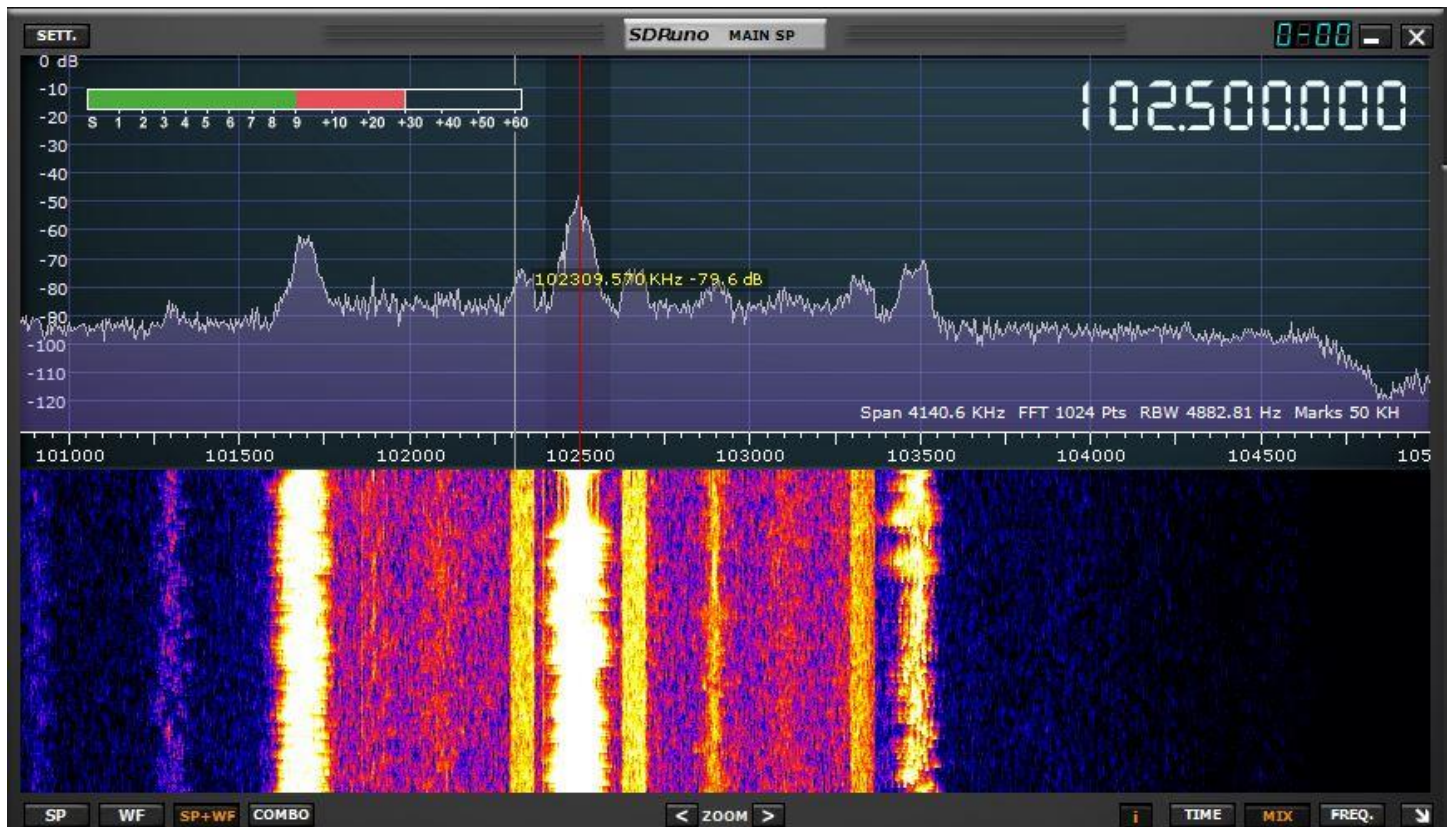 SETT.
SDRuno MAIN SP
0-00
0 dB
-10
-20
-30
-40
-50
-60
-70
-80
-90
-100
-110
-120
S 1 2 3 4 5 6 7 8 9 +10 +20 +30 +40 +50 +60
102.500.000
102309.570 KHz -79.6 dB
Span 4140.6 KHz FFT 1024 Pts RBW 4882.81 Hz Marks 50 KH
101000 101500 102000 102500 103000 103500 104000 104500 105
SP WF SP+WF COMBO < ZOOM > i TIME MIX FREQ.